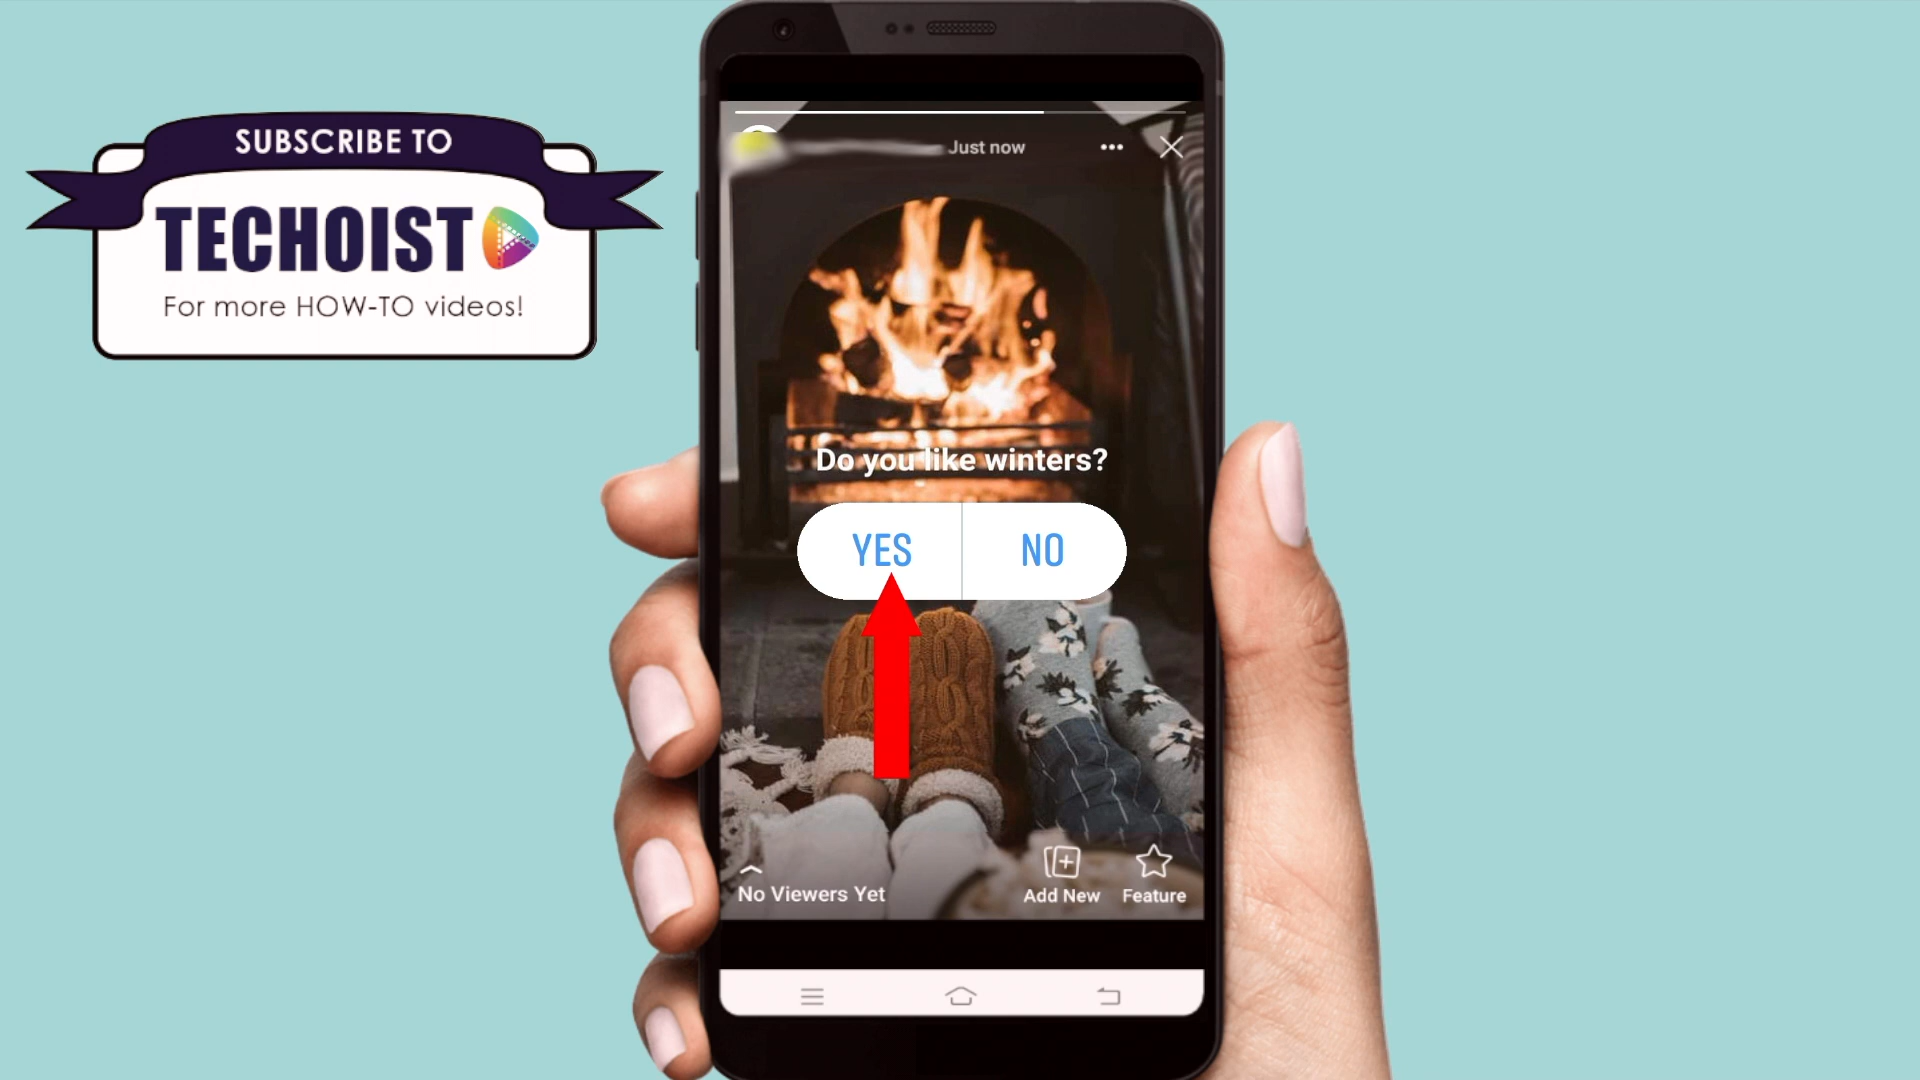 SUBSCRIBE TO
TECHOIST
For more HOW-TO videos!
Just now
Do you like winters?
YES
NO
No Viewers Yet
Add New
Feature